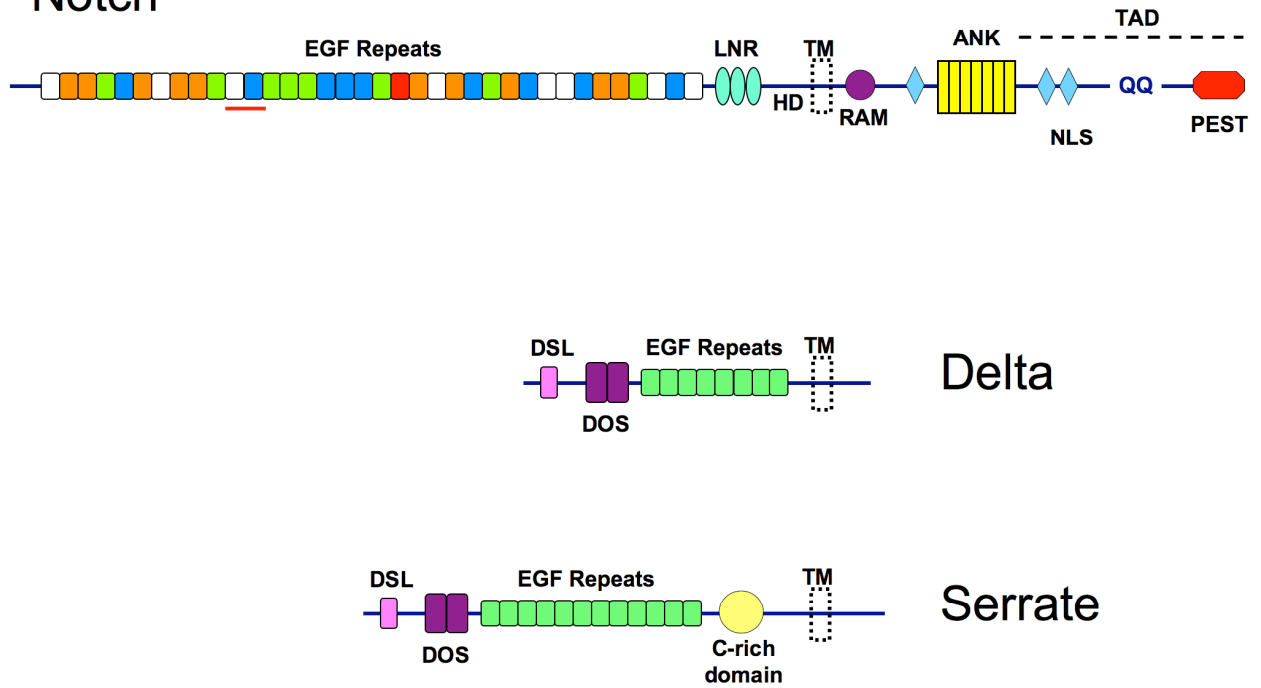 Notch
TAD
EGF Repeats
LNR
TM
ANK
HD
RAM
QQ
NLS
PEST
DSL
EGF Repeats
TM
Delta
DOS
DSL
EGF Repeats
TM
Serrate
DOS
C-rich
domain